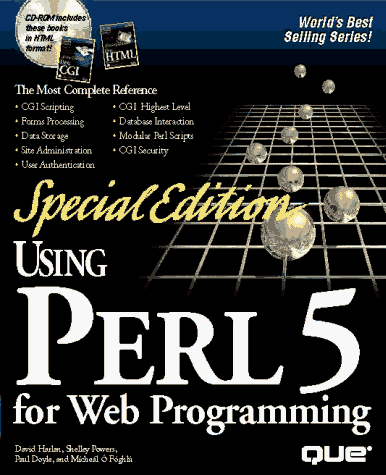 CD-ROM includes
these books
in HTML
format!
CGI
HTML
World's Best
Selling Series!
The Most Complete Reference
• CGI Scripting
• Forms Processing
• Data Storage
• Site Administration
• User Authentication
• CGI Highest Level
• Database Interaction
• Modular Perl Scripts
• CGI Security
Special Edition
USING
PERL 5
for Web Programming
David Harlan, Shelley Powers,
Paul Doyle, and Mícheál Ó Foghlú
QUE®